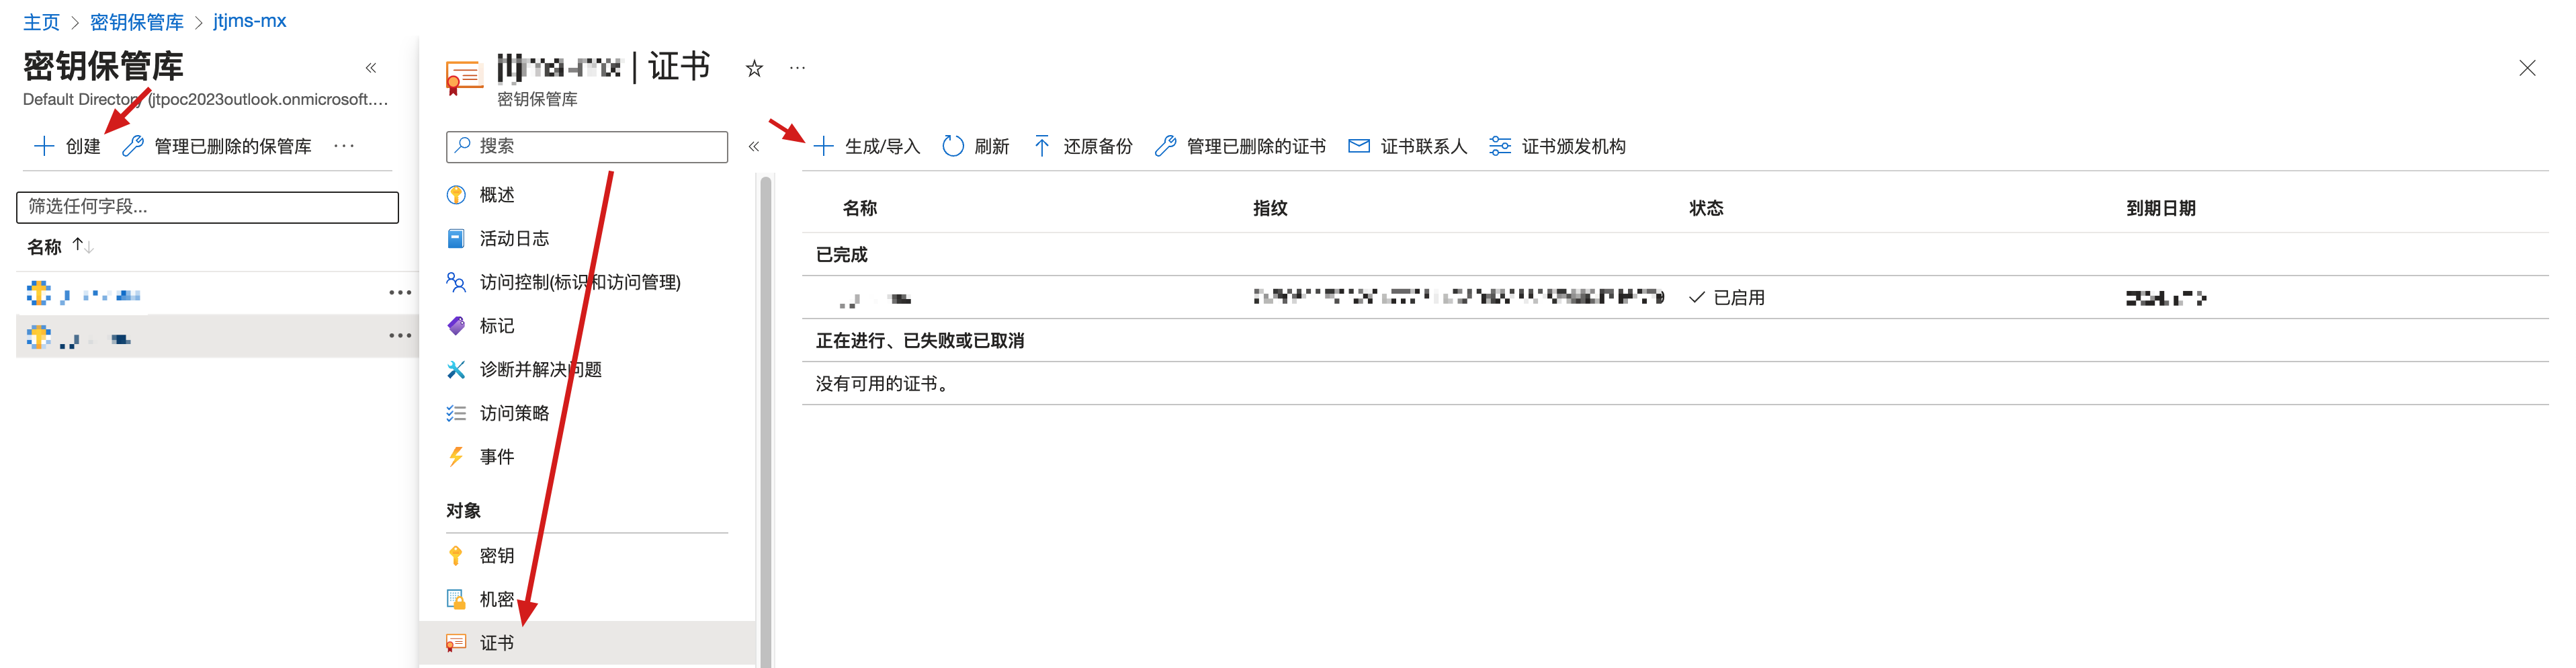 主页 > 密钥保管库 > jtjms-mx
密钥保管库 «
Default Directory (jtpoc2023outlook.onmicrosoft....
创建 管理已删除的保管库 ...
筛选任何字段...
名称 ↑↓
| 证书
密钥保管库
搜索 «
概述
活动日志
访问控制(标识和访问管理)
标记
诊断并解决问题
访问策略
事件
对象
密钥
机密
证书
生成/导入 刷新 还原备份 管理已删除的证书 证书联系人 证书颁发机构
名称 指纹 状态 到期日期
已完成
已启用
正在进行、已失败或已取消
没有可用的证书。